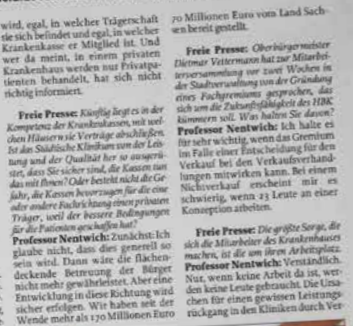 wird, egal, in welcher Trägerschaft
sie sich befindet und egal, in welcher
Krankenkasse er Mitglied ist. Und
wer da meint, in einem privaten
Krankenhaus werden nur Privatpa-
tienten behandelt, hat sich nicht
richtig informiert.
Freie Presse: Künftig liegt es in der
Kompetenz der Krankenkassen, mit wel-
chen Häusern sie Verträge abschließen.
Ist das Städtische Klinikum von der Leis-
tung und der Qualität her so ausgerüs-
tet, dass Sie sicher sind, die Kassen tun
das mit Ihnen? Oder besteht nicht die Ge-
fahr, die Kassen bevorzugen für die eine
oder andere Fachrichtung einen privaten
Träger, weil der bessere Bedingungen
für die Patienten geschaffen hat?
Professor Nentwich: Zunächst: Ich
glaube nicht, dass dies generell so
sein wird. Dann wäre die flächen-
deckende Betreuung der Bürger
nicht mehr gewährleistet. Aber eine
Entwicklung in diese Richtung wird
sicher erfolgen. Wir haben seit der
Wende mehr als 170 Millionen Euro
70 Millionen Euro vom Land Sach-
sen bereit gestellt.
Freie Presse: Oberbürgermeister
Dietmar Vettermann hat zur Mitarbei-
terversammlung vor zwei Wochen in
der Stadtverwaltung von der Gründung
eines Fachgremiums gesprochen, das
sich um die Zukunftsfähigkeit des HBK
kümmern soll. Was halten Sie davon?
Professor Nentwich: Ich halte es
für sehr wichtig, wenn das Gremium
im Falle einer Entscheidung für den
Verkauf bei den Verkaufsverhand-
lungen mitwirken kann. Bei einem
Nichtverkauf erscheint mir es
schwierig, wenn 23 Leute an einer
Konzeption arbeiten.
Freie Presse: Die größte Sorge, die
sich die Mitarbeiter des Krankenhauses
machen, ist die um ihren Arbeitsplatz.
Professor Nentwich: Verständlich.
Nur, wenn keine Arbeit da ist, wer-
den keine Leute gebraucht. Die Ursa-
chen für einen gewissen Leistungs-
rückgang in den Kliniken durch Ver-